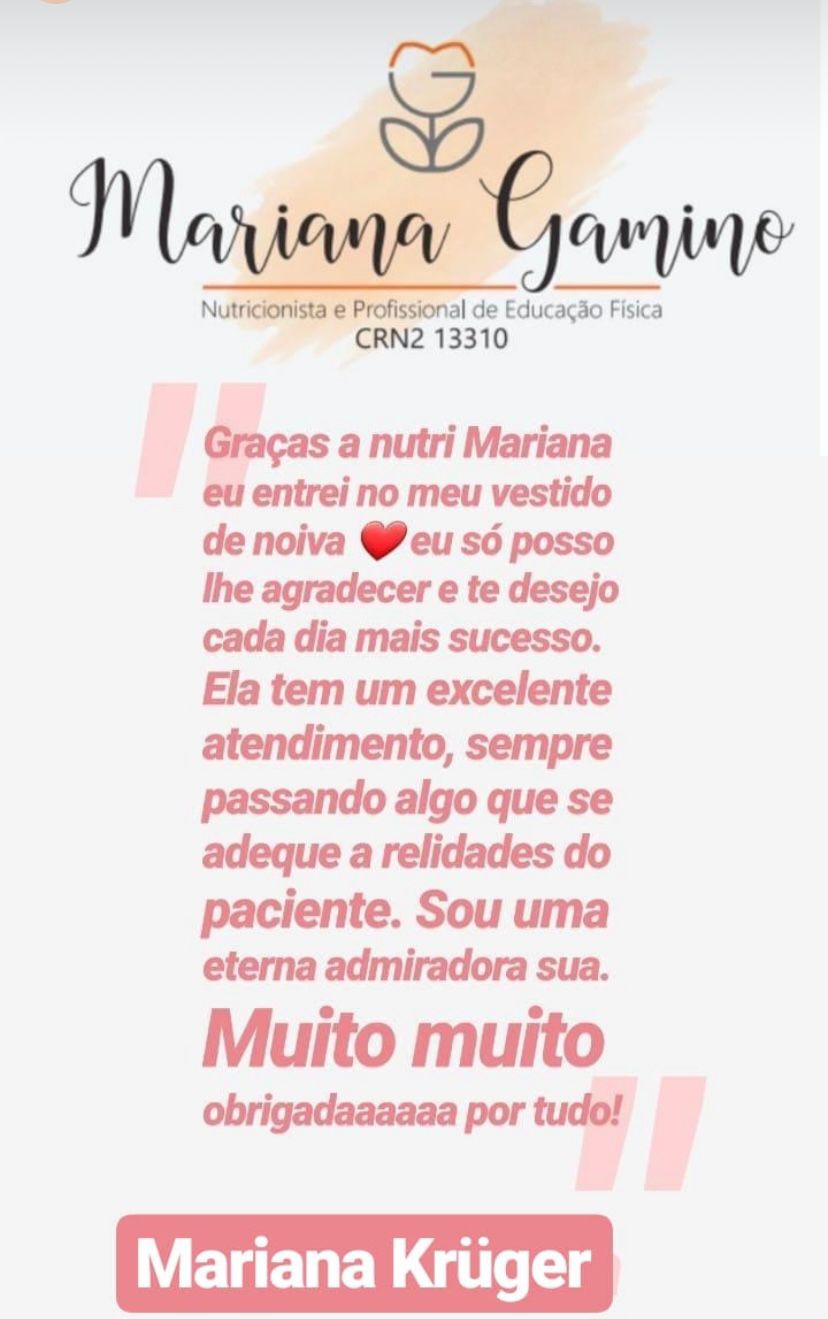 Mariana Gamino
Nutricionista e Profissional de Educação Física
CRN2 13310
"
Graças a nutri Mariana
eu entrei no meu vestido
de noiva ❤️eu só posso
lhe agradecer e te desejo
cada dia mais sucesso.
Ela tem um excelente
atendimento, sempre
passando algo que se
adeque a relidades do
paciente. Sou uma
eterna admiradora sua.
Muito muito
obrigadaaaaaa por tudo!
"
Mariana Krüger